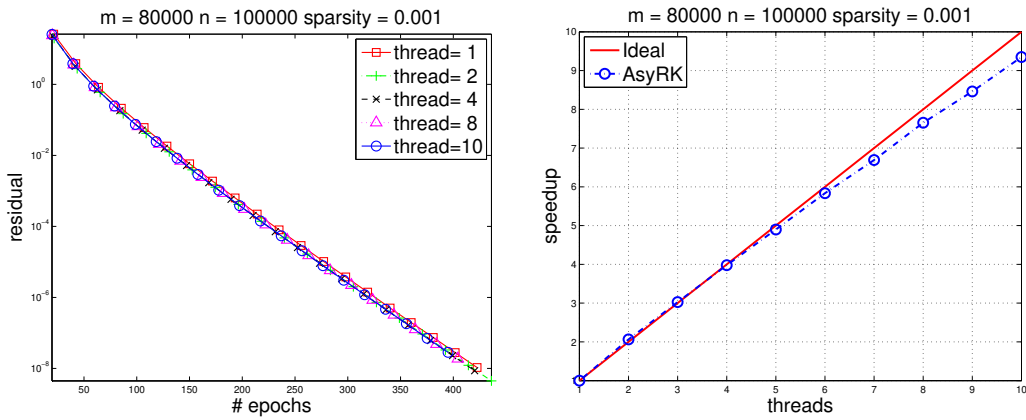 m = 80000 n = 100000 sparsity = 0.001
residual
10^0
10^-2
10^-4
10^-6
10^-8
50 100 150 200 250 300 350 400
# epochs
thread= 1
thread= 2
thread= 4
thread= 8
thread=10
m = 80000 n = 100000 sparsity = 0.001
speedup
10
9
8
7
6
5
4
3
2
1
1 2 3 4 5 6 7 8 9 10
threads
Ideal
AsyRK